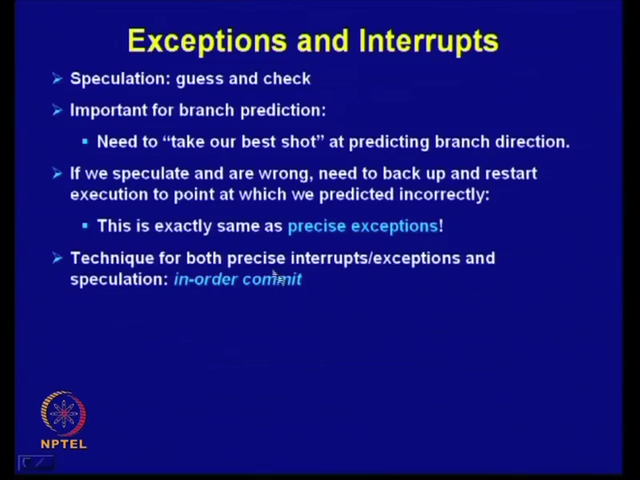 Exceptions and Interrupts
Speculation: guess and check
Important for branch prediction:
Need to “take our best shot” at predicting branch direction.
If we speculate and are wrong, need to back up and restart
execution to point at which we predicted incorrectly:
This is exactly same as precise exceptions!
Technique for both precise interrupts/exceptions and
speculation: in-order commit
NPTEL